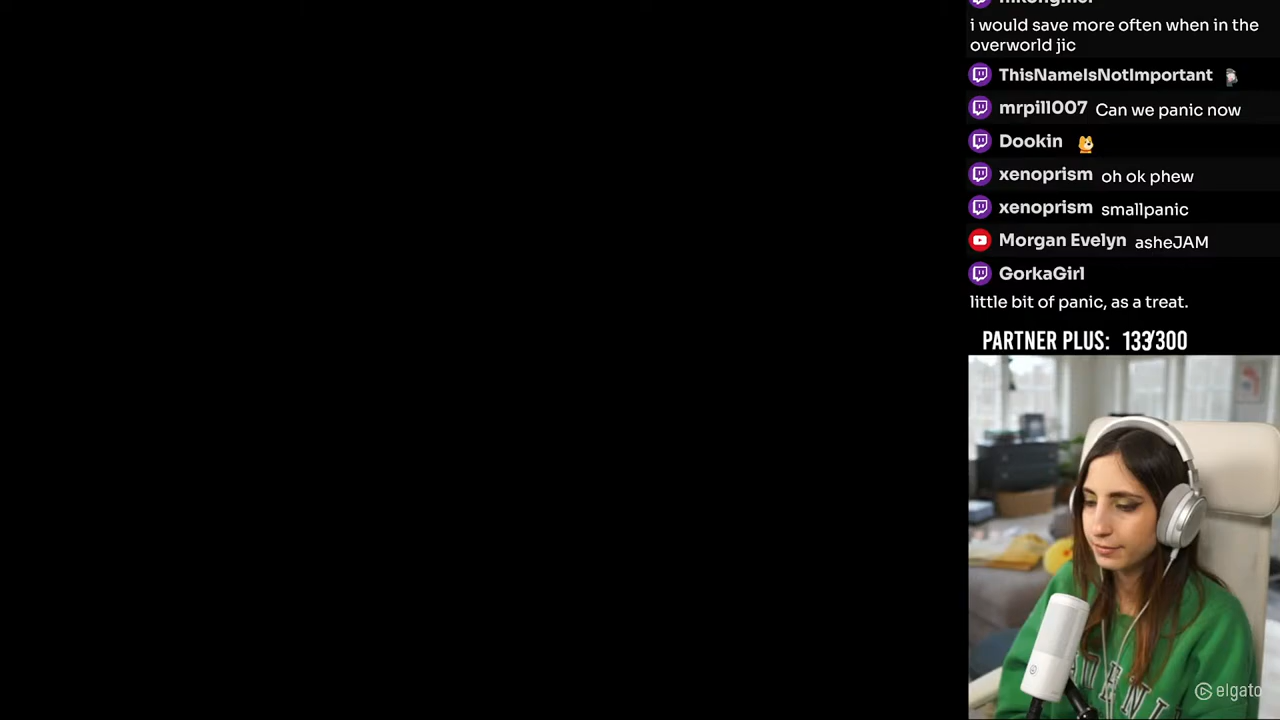 i would save more often when in the
overworld jic
ThisNameIsNotImportant
mrpill007 Can we panic now
Dookin
xenoprism oh ok phew
xenoprism smallpanic
Morgan Evelyn asheJAM
GorkaGirl
little bit of panic, as a treat.
PARTNER PLUS: 133/300
elgato